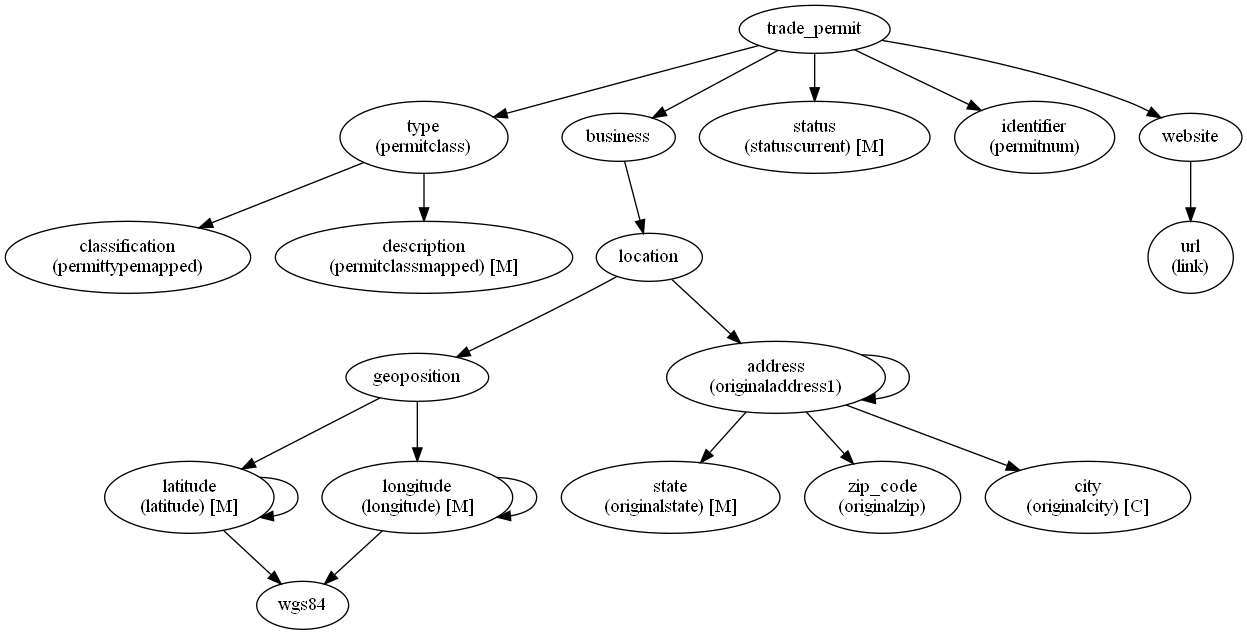 trade_permit
type
(permitclass)
business
status
(statuscurrent) [M]
identifier
(permitnum)
website
classification
(permittypemapped)
description
(permitclassmapped) [M]
location
url
(link)
geoposition
address
(originaladdress1)
latitude
(latitude) [M]
longitude
(longitude) [M]
state
(originalstate) [M]
zip_code
(originalzip)
city
(originalcity) [C]
wgs84